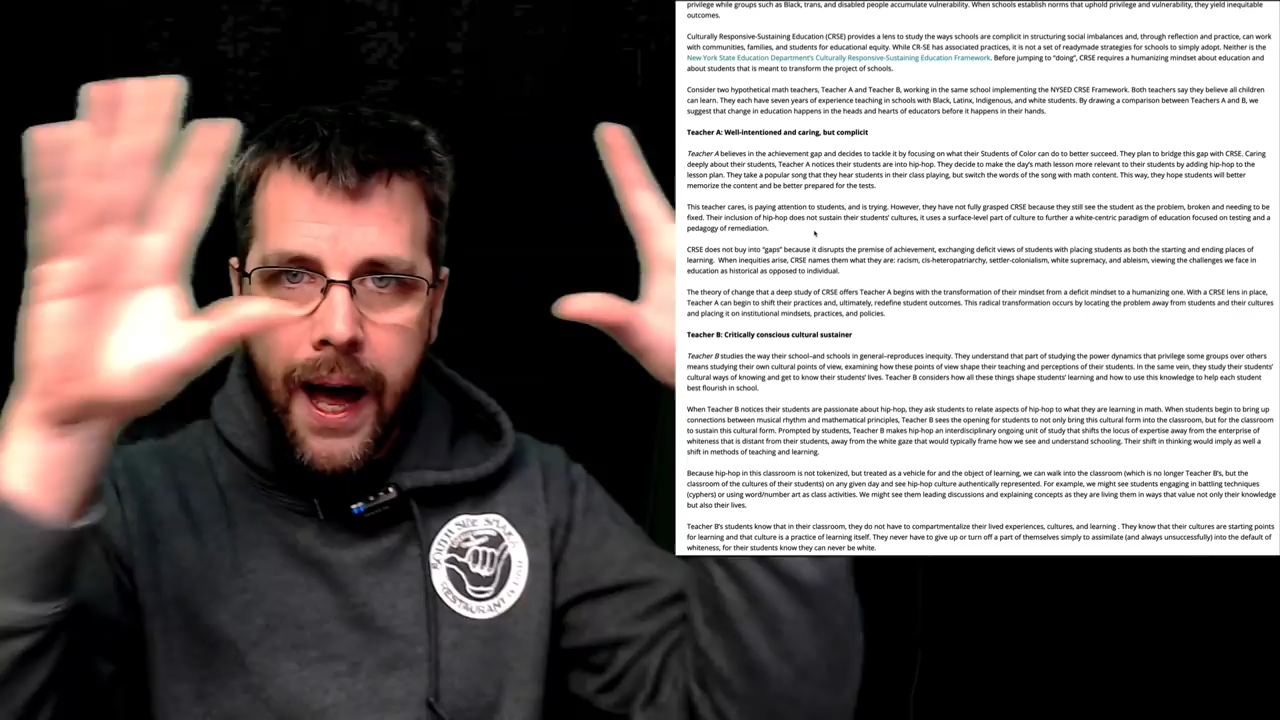 privilege while groups such as Black, trans, and disabled people accumulate vulnerability. When schools establish norms that uphold privilege and vulnerability, they yield inequitable
outcomes.
Culturally Responsive-Sustaining Education (CRSE) provides a lens to study the ways schools are complicit in structuring social imbalances and, through reflection and practice, can work
with communities, families, and students for educational equity. While CR-SE has associated practices, it is not a set of readymade strategies for schools to simply adopt. Neither is the
New York State Education Department's Culturally Responsive-Sustaining Education Framework. Before jumping to "doing", CRSE requires a humanizing mindset about education and
about students that is meant to transform the project of schools.
Consider two hypothetical math teachers, Teacher A and Teacher B, working in the same school implementing the NYSED CRSE Framework. Both teachers say they believe all children
can learn. They each have seven years of experience teaching in schools with Black, Latinx, Indigenous, and white students. By drawing a comparison between Teachers A and B, we
suggest that change in education happens in the heads and hearts of educators before it happens in their hands.
Teacher A: Well-intentioned and caring, but complicit
Teacher A believes in the achievement gap and decides to tackle it by focusing on what their Students of Color can do to better succeed. They plan to bridge this gap with CRSE. Caring
deeply about their students, Teacher A notices their students are into hip-hop. They decide to make the day's math lesson more relevant to their students by adding hip-hop to the
lesson plan. They take a popular song that they hear students in their class playing, but switch the words of the song with math content. This way, they hope students will better
memorize the content and be better prepared for the tests.
This teacher cares, is paying attention to students, and is trying. However, they have not fully grasped CRSE because they still see the student as the problem, broken and needing to be
fixed. Their inclusion of hip-hop does not sustain their students' cultures, it uses a surface-level part of culture to further a white-centric paradigm of education focused on testing and a
pedagogy of remediation.
CRSE does not buy into "gaps" because it disrupts the premise of achievement, exchanging deficit views of students with placing students as both the starting and ending places of
learning. When inequities arise, CRSE names them what they are: racism, cis-heteropatriarchy, settler-colonialism, white supremacy, and ableism, viewing the challenges we face in
education as historical as opposed to individual.
The theory of change that a deep study of CRSE offers Teacher A begins with the transformation of their mindset from a deficit mindset to a humanizing one. With a CRSE lens in place,
Teacher A can begin to shift their practices and, ultimately, redefine student outcomes. This radical transformation occurs by locating the problem away from students and their cultures
and placing it on institutional mindsets, practices, and policies.
Teacher B: Critically conscious cultural sustainer
Teacher B studies the way their school–and schools in general–reproduces inequity. They understand that part of studying the power dynamics that privilege some groups over others
means studying their own cultural points of view, examining how these points of view shape their teaching and perceptions of their students. In the same vein, they study their students'
cultural ways of knowing and get to know their students' lives. Teacher B considers how all these things shape students' learning and how to use this knowledge to help each student
best flourish in school.
When Teacher B notices their students are passionate about hip-hop, they ask students to relate aspects of hip-hop to what they are learning in math. When students begin to bring up
connections between musical rhythm and mathematical principles, Teacher B sees the opening for students to not only bring this cultural form into the classroom, but for the classroom
to sustain this cultural form. Prompted by students, Teacher B makes hip-hop an interdisciplinary ongoing unit of study that shifts the locus of expertise away from the enterprise of
whiteness that is distant from their students, away from the white gaze that would typically frame how we see and understand schooling. Their shift in thinking would imply as well a
shift in methods of teaching and learning.
Because hip-hop in this classroom is not tokenized, but treated as a vehicle for and the object of learning, we can walk into the classroom (which is no longer Teacher B's, but the
classroom of the cultures of their students) on any given day and see hip-hop culture authentically represented. For example, we might see students engaging in battling techniques
(cyphers) or using word/number art as class activities. We might see them leading discussions and explaining concepts as they are living them in ways that value not only their knowledge
but also their lives.
Teacher B's students know that in their classroom, they do not have to compartmentalize their lived experiences, cultures, and learning . They know that their cultures are starting points
for learning and that culture is a practice of learning itself. They never have to give up or turn off a part of themselves simply to assimilate (and always unsuccessfully) into the default of
whiteness, for their students know they can never be white.
RESTAURANT